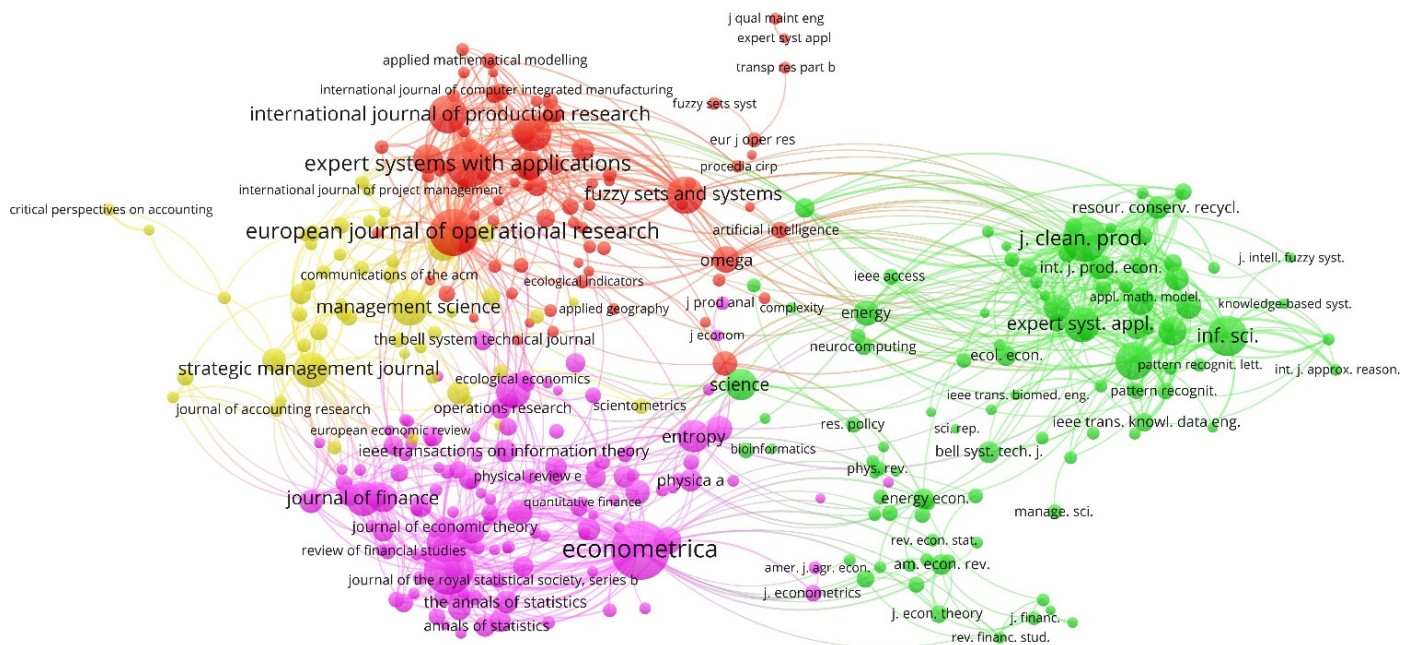 j qual maint eng
expert syst appl
transp res part b
applied mathematical modelling
international journal of computer integrated manufacturing
fuzzy sets syst
international journal of production research
eur j oper res
expert systems with applications
procedia cirp
international journal of project management
fuzzy sets and systems
critical perspectives on accounting
resour. conserv. recycl.
european journal of operational research
artificial intelligence
j. clean. prod.
omega
j. intell. fuzzy syst.
int. j. prod. econ.
communications of the acm
ecological indicators
ieee access
j prod anal
appl. math. model.
knowledge-based syst.
management science
applied geography
complexity
energy
expert syst. appl.
inf. sci.
j econom
the bell system technical journal
neurocomputing
ecol. econ.
pattern recognit. lett.
strategic management journal
int. j. approx. reason.
ecological economics
science
pattern recognit.
ieee trans. biomed. eng.
journal of accounting research
operations research
scientometrics
ieee trans. knowl. data eng.
european economic review
res. policy
sci. rep.
entropy
ieee transactions on information theory
bioinformatics
bell syst. tech. j.
phys. rev.
physical review e
physica a
journal of finance
quantitative finance
energy econ.
manage. sci.
journal of economic theory
review of financial studies
econometrica
rev. econ. stat.
am. econ. rev.
amer. j. agr. econ.
journal of the royal statistical society, series b
j. econometrics
the annals of statistics
j. econ. theory
j. financ.
annals of statistics
rev. financ. stud.